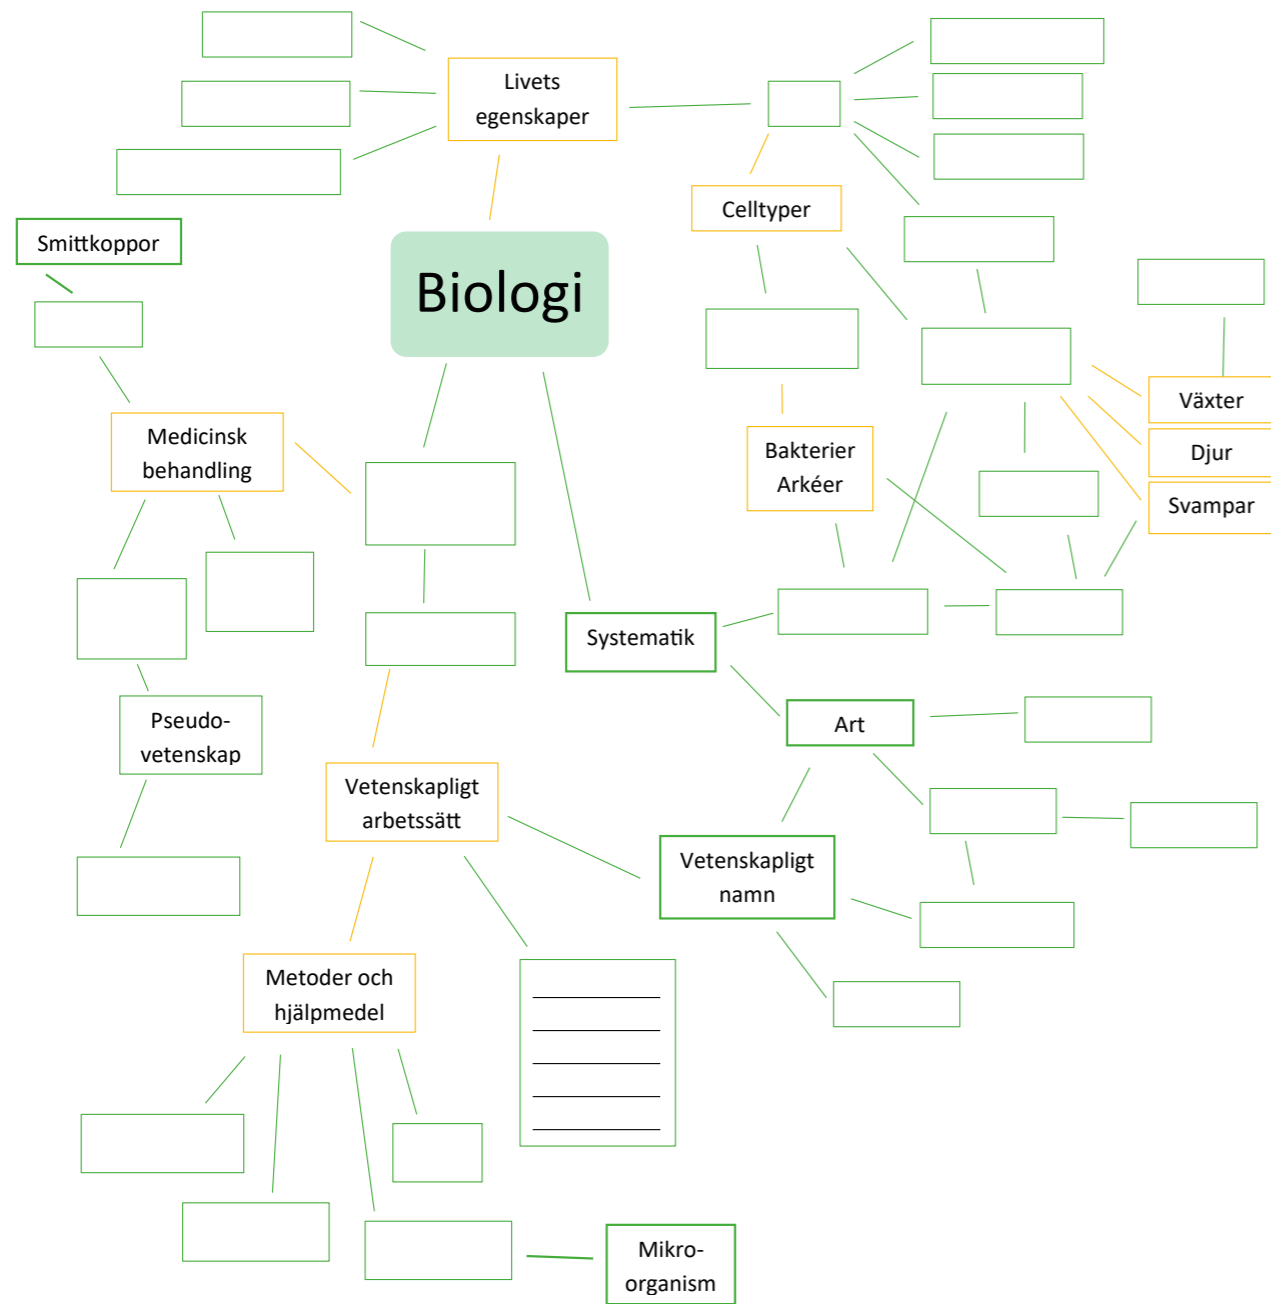 Livets
egenskaper
Celltyper
Smittkoppor
Biologi
Växter
Medicinsk
behandling
Bakterier
Arkéer
Djur
Svampar
Systematik
Pseudo-
vetenskap
Art
Vetenskapligt
arbetssätt
Vetenskapligt
namn
Metoder och
hjälpmedel
Mikro-
organism